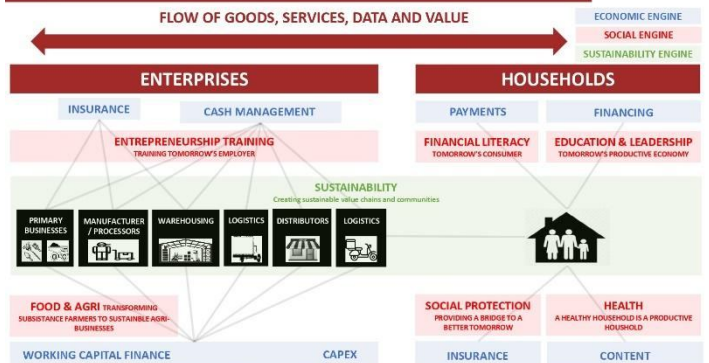 FLOW OF GOODS, SERVICES, DATA AND VALUE
ECONOMIC ENGINE
SOCIAL ENGINE
SUSTAINABILITY ENGINE
ENTERPRISES
HOUSEHOLDS
INSURANCE
CASH MANAGEMENT
PAYMENTS
FINANCING
ENTREPRENEURSHIP TRAINING
TRAINING TOMORROW'S EMPLOYER
FINANCIAL LITERACY
TOMORROW'S CONSUMER
EDUCATION & LEADERSHIP
TOMORROW'S PRODUCTIVE ECONOMY
SUSTAINABILITY
Creating sustainable value chains and communities
PRIMARY
BUSINESSES
MANUFACTURER
/ PROCESSORS
WAREHOUSING
LOGISTICS
DISTRIBUTORS
LOGISTICS
FOOD & AGRI TRANSFORMING
SUBSISTANCE FARMERS TO SUSTAINBLE AGRI-
BUSINESSES
SOCIAL PROTECTION
PROVIDING A BRIDGE TO A
BETTER TOMORROW
HEALTH
A HEALTHY HOUSEHOLD IS A PRODUCTIVE
HOUSHOLD
WORKING CAPITAL FINANCE
CAPEX
INSURANCE
CONTENT